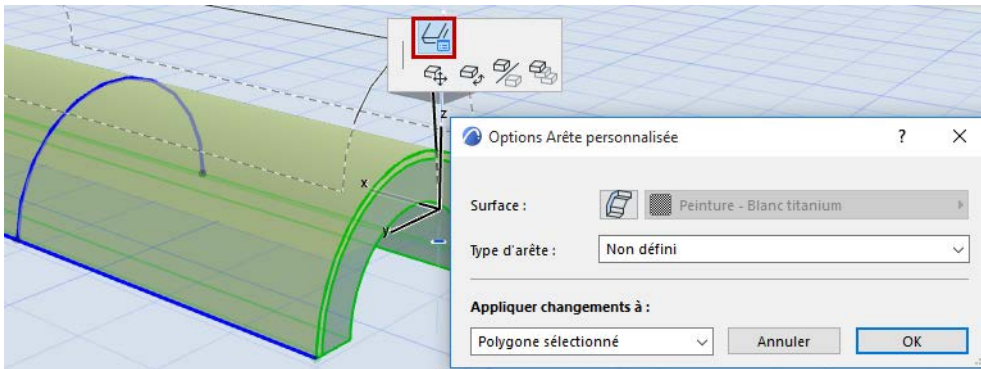 z
x
y
Options Arête personnalisée ? X
Surface :
Peinture - Blanc titanium
Type d'arête :
Non défini
Appliquer changements à :
Polygone sélectionné
Annuler
OK